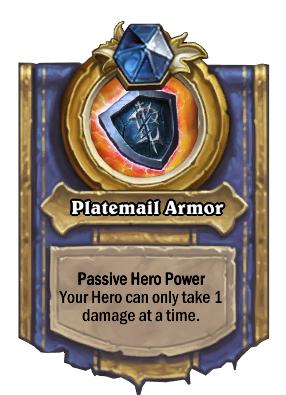 Platemail Armor
Passive Hero Power
Your Hero can only take 1
damage at a time.